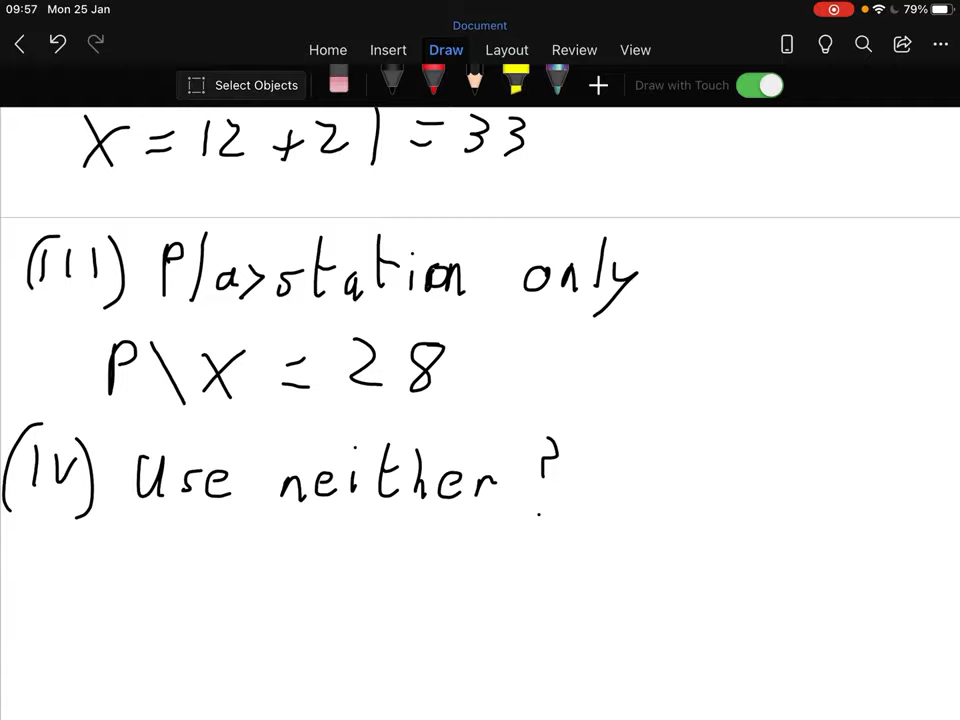 09:57 Mon 25 Jan 79%
Document
Home Insert Draw Layout Review View
Select Objects Draw with Touch
X = 12 + 21 = 33
(iii) Playstation only
P\X = 28
(iv) Use neither?